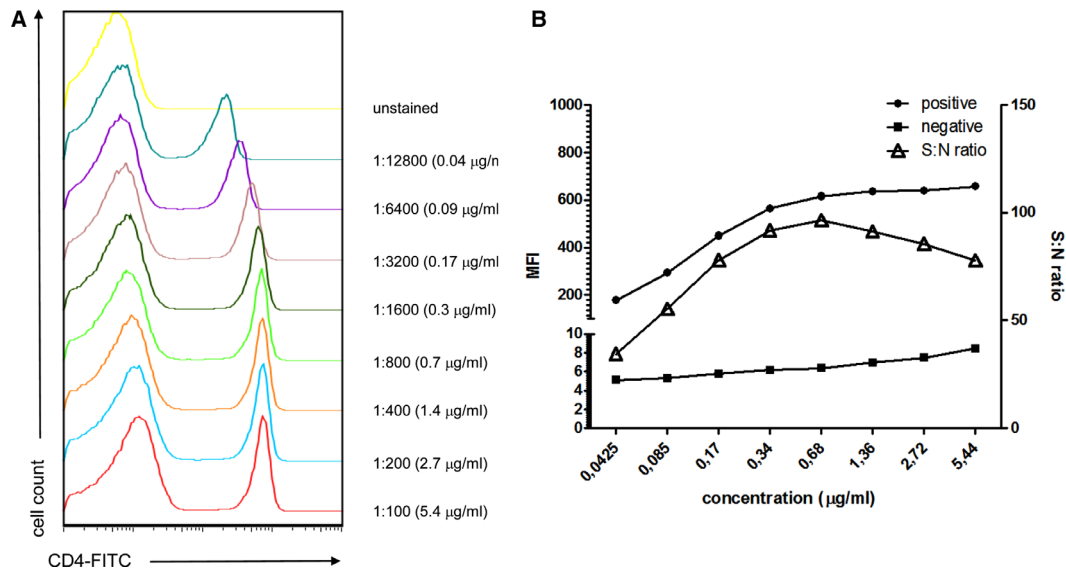 A
cell count
CD4-FITC
unstained
1:12800 (0.04 µg/n
1:6400 (0.09 µg/ml
1:3200 (0.17 µg/ml
1:1600 (0.3 µg/ml)
1:800 (0.7 µg/ml)
1:400 (1.4 µg/ml)
1:200 (2.7 µg/ml)
1:100 (5.4 µg/ml)
B
positive
negative
S:N ratio
MFI
1000
800
600
400
200
10
8
6
4
2
0
150
100
50
0
S:N ratio
0,0425
0,085
0,17
0,34
0,68
1,36
2,72
5,44
concentration (µg/ml)